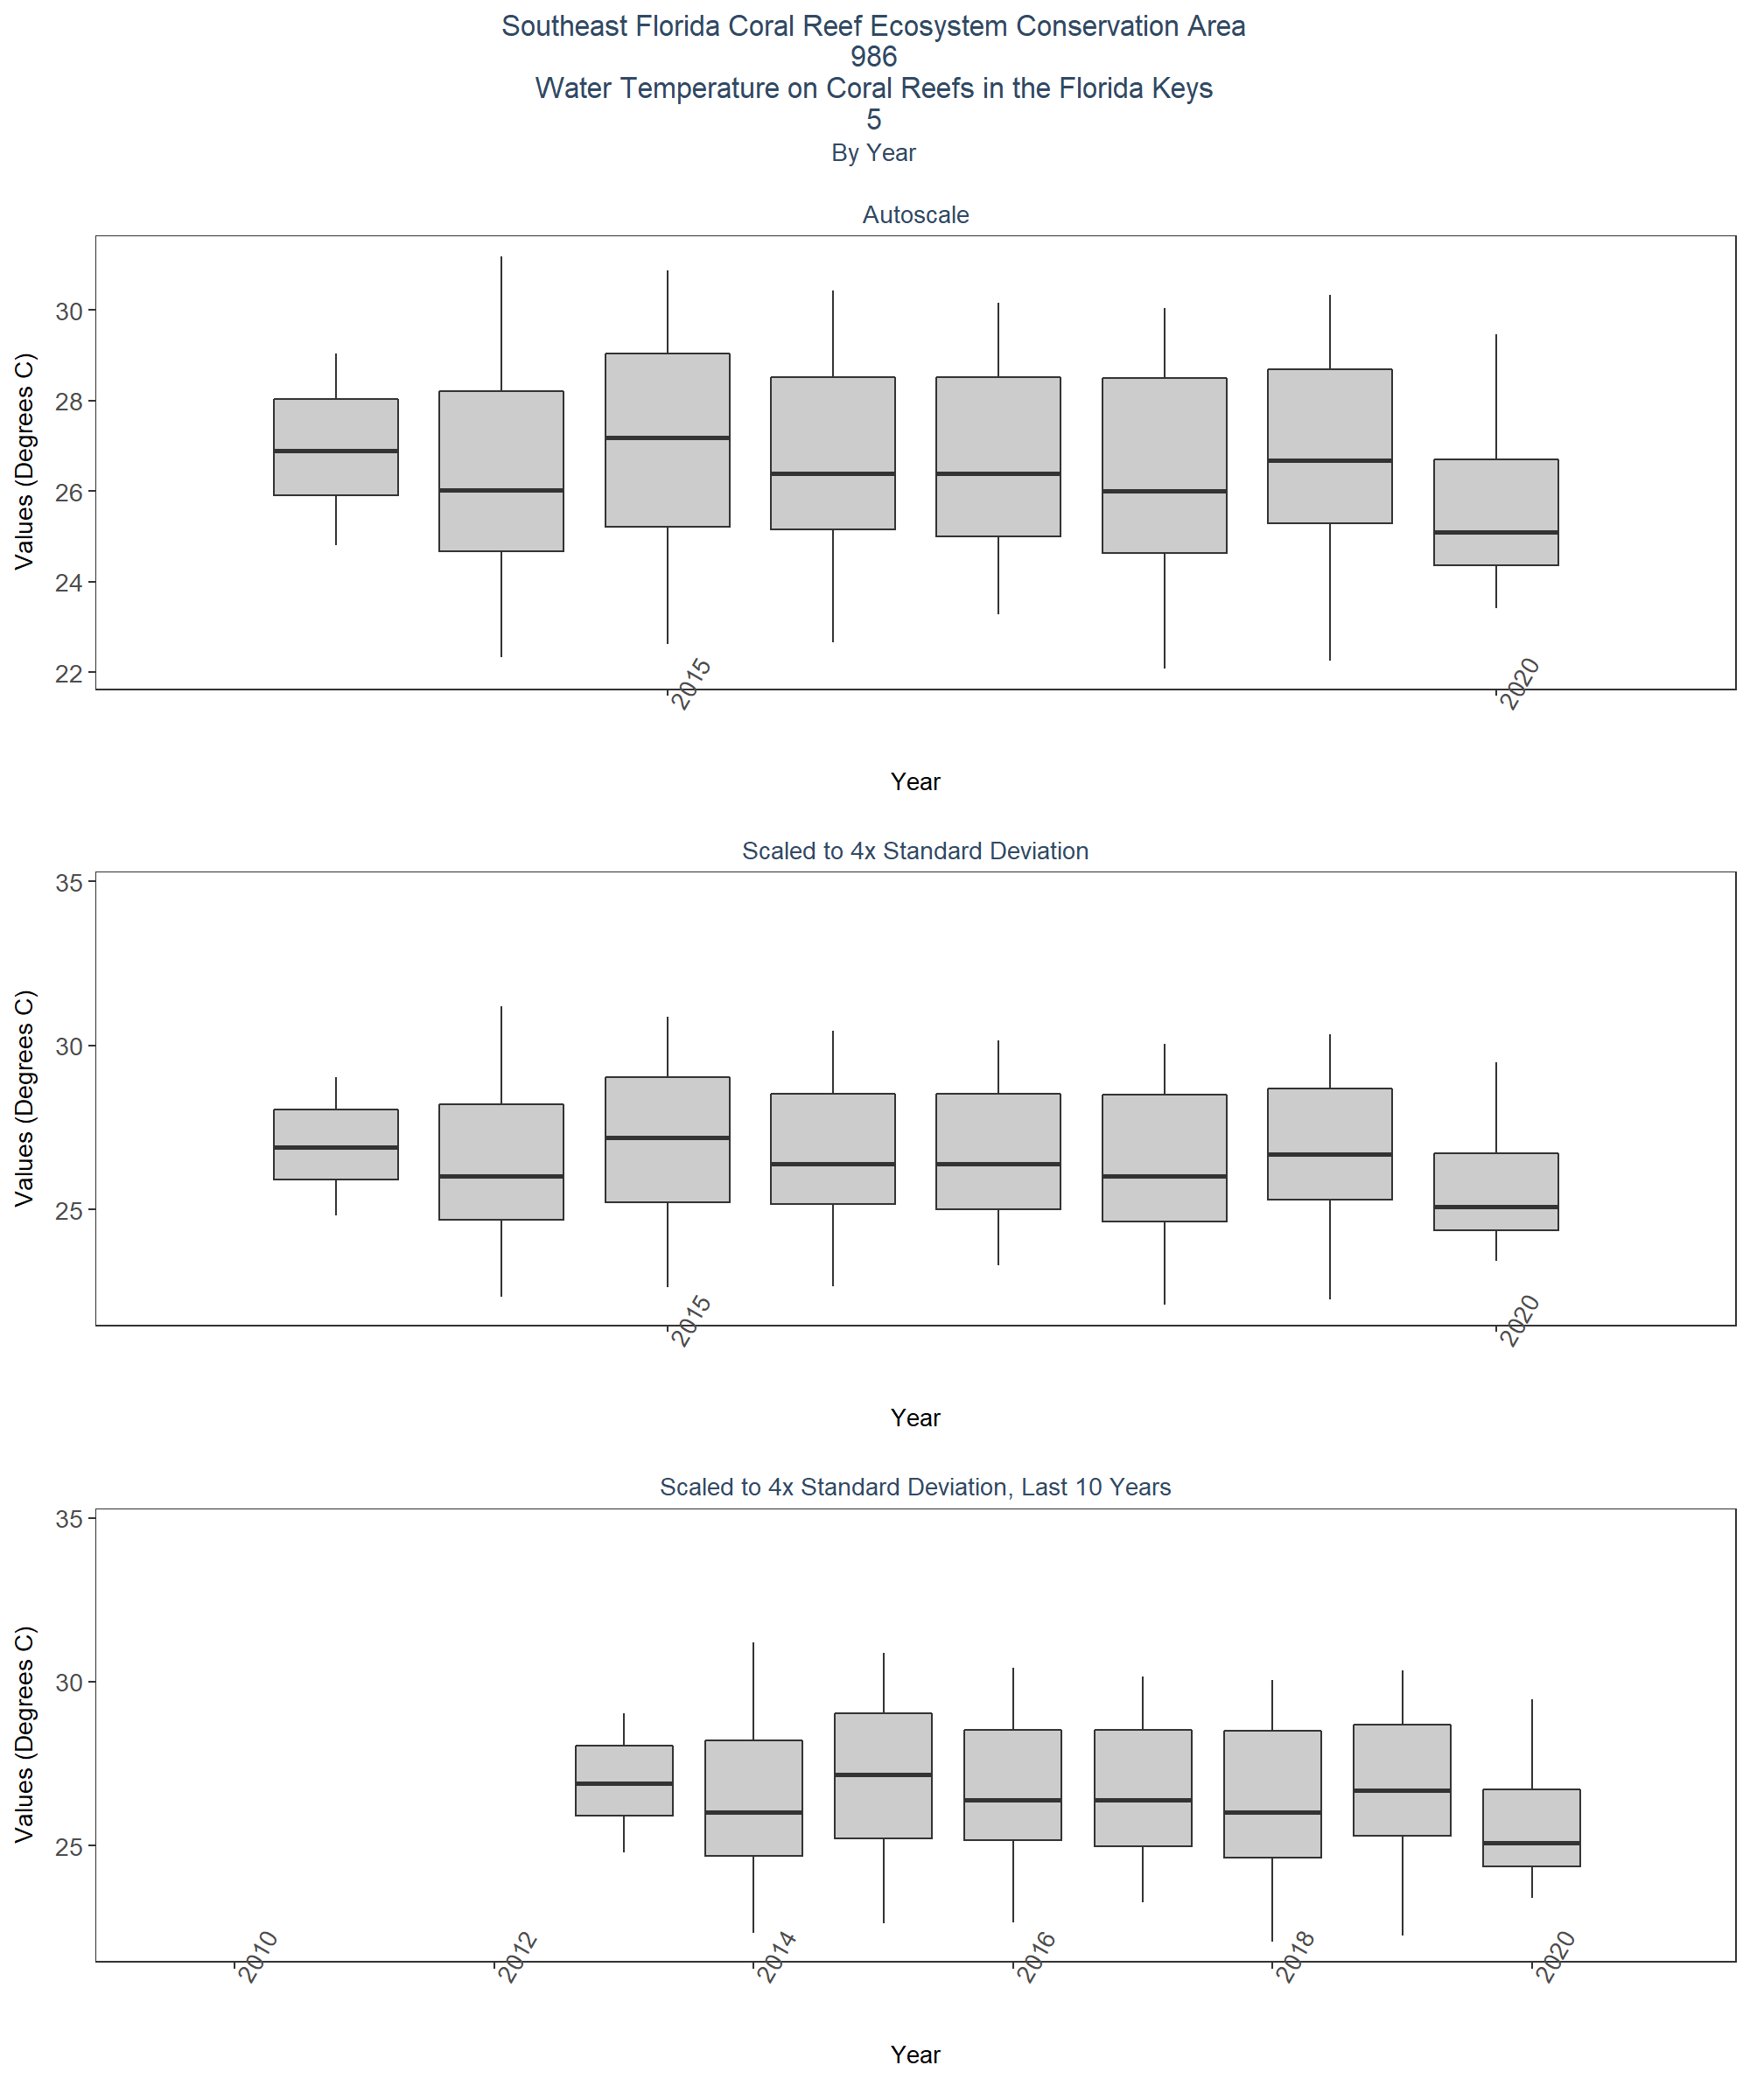 Southeast Florida Coral Reef Ecosystem Conservation Area
986
Water Temperature on Coral Reefs in the Florida Keys
5
By Year
Autoscale
Values (Degrees C)
30
28
26
24
22
2015
2020
Year
Scaled to 4x Standard Deviation
Values (Degrees C)
35
30
25
2015
2020
Year
Scaled to 4x Standard Deviation, Last 10 Years
Values (Degrees C)
35
30
25
2010
2012
2014
2016
2018
2020
Year